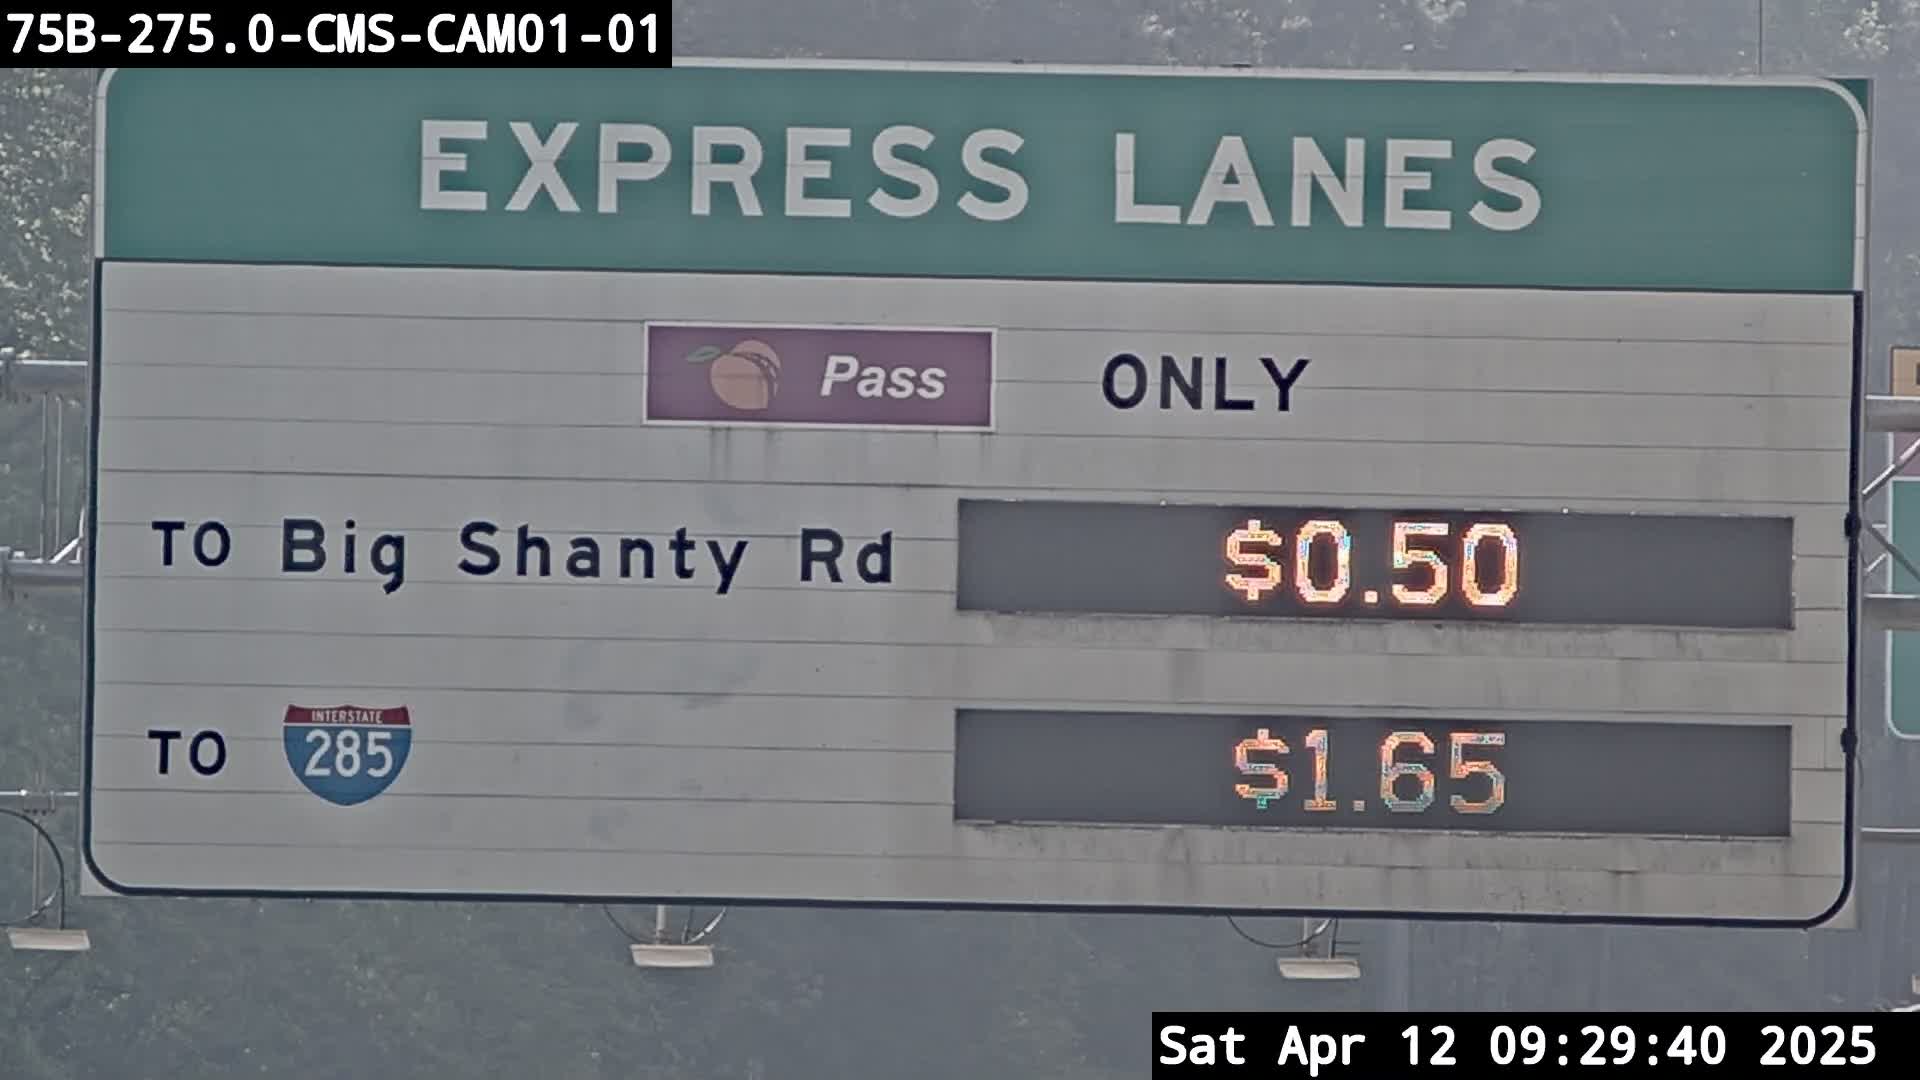 75B-275.0-CMS-CAM01-01
EXPRESS LANES
Pass ONLY
TO Big Shanty Rd $0.50
TO INTERSTATE 285 $1.65
Sat Apr 12 09:29:40 2025